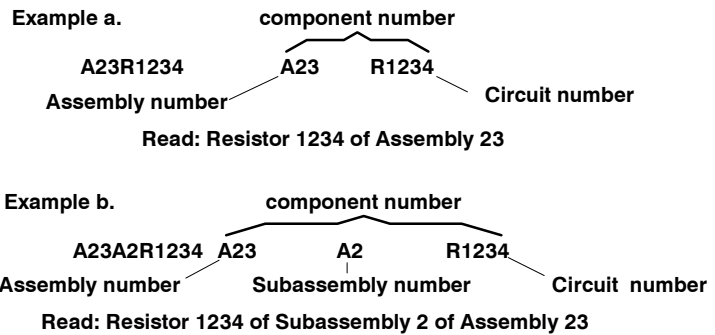 Example a. component number
A23R1234 A23 R1234
Assembly number Circuit number
Read: Resistor 1234 of Assembly 23
Example b. component number
A23A2R1234 A23 A2 R1234
Assembly number Subassembly number Circuit number
Read: Resistor 1234 of Subassembly 2 of Assembly 23